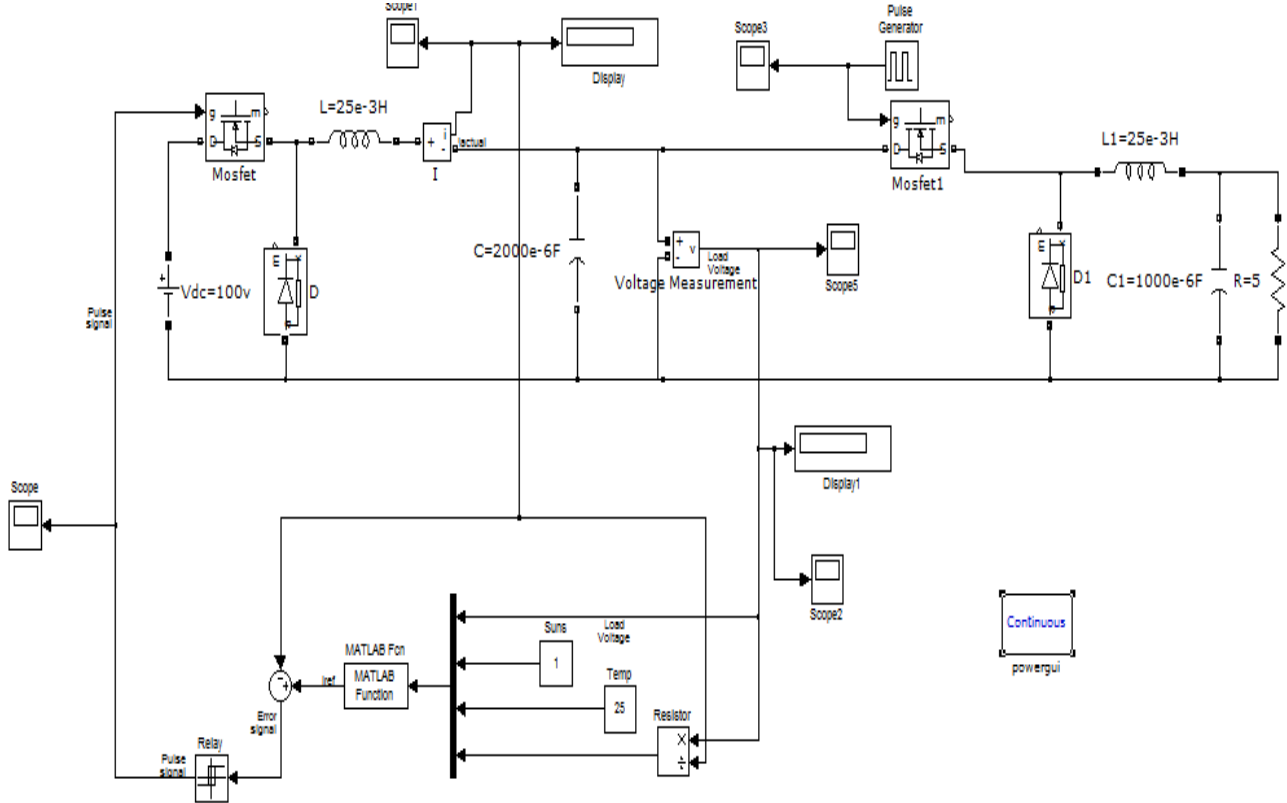 Scope1
Display
Scope3
Pulse
Generator
g
m
D
S
Mosfet
L=25e-3H
+
-
i
Iactual
I
g
m
D
S
Mosfet1
L1=25e-3H
+
Vdc=100v
m
D
C=2000e-6F
+
-
v
Load
Voltage
Voltage Measurement
Scope5
m
D1
C1=1000e-6F
R=5
Pulse
signal
Display1
Scope
Scope2
Load
Voltage
Suns
1
Temp
25
Resistor
×
÷
MATLAB Fcn
MATLAB
Function
Iref
-
+
Error
signal
Relay
Pulse
signal
Continuous
powergui